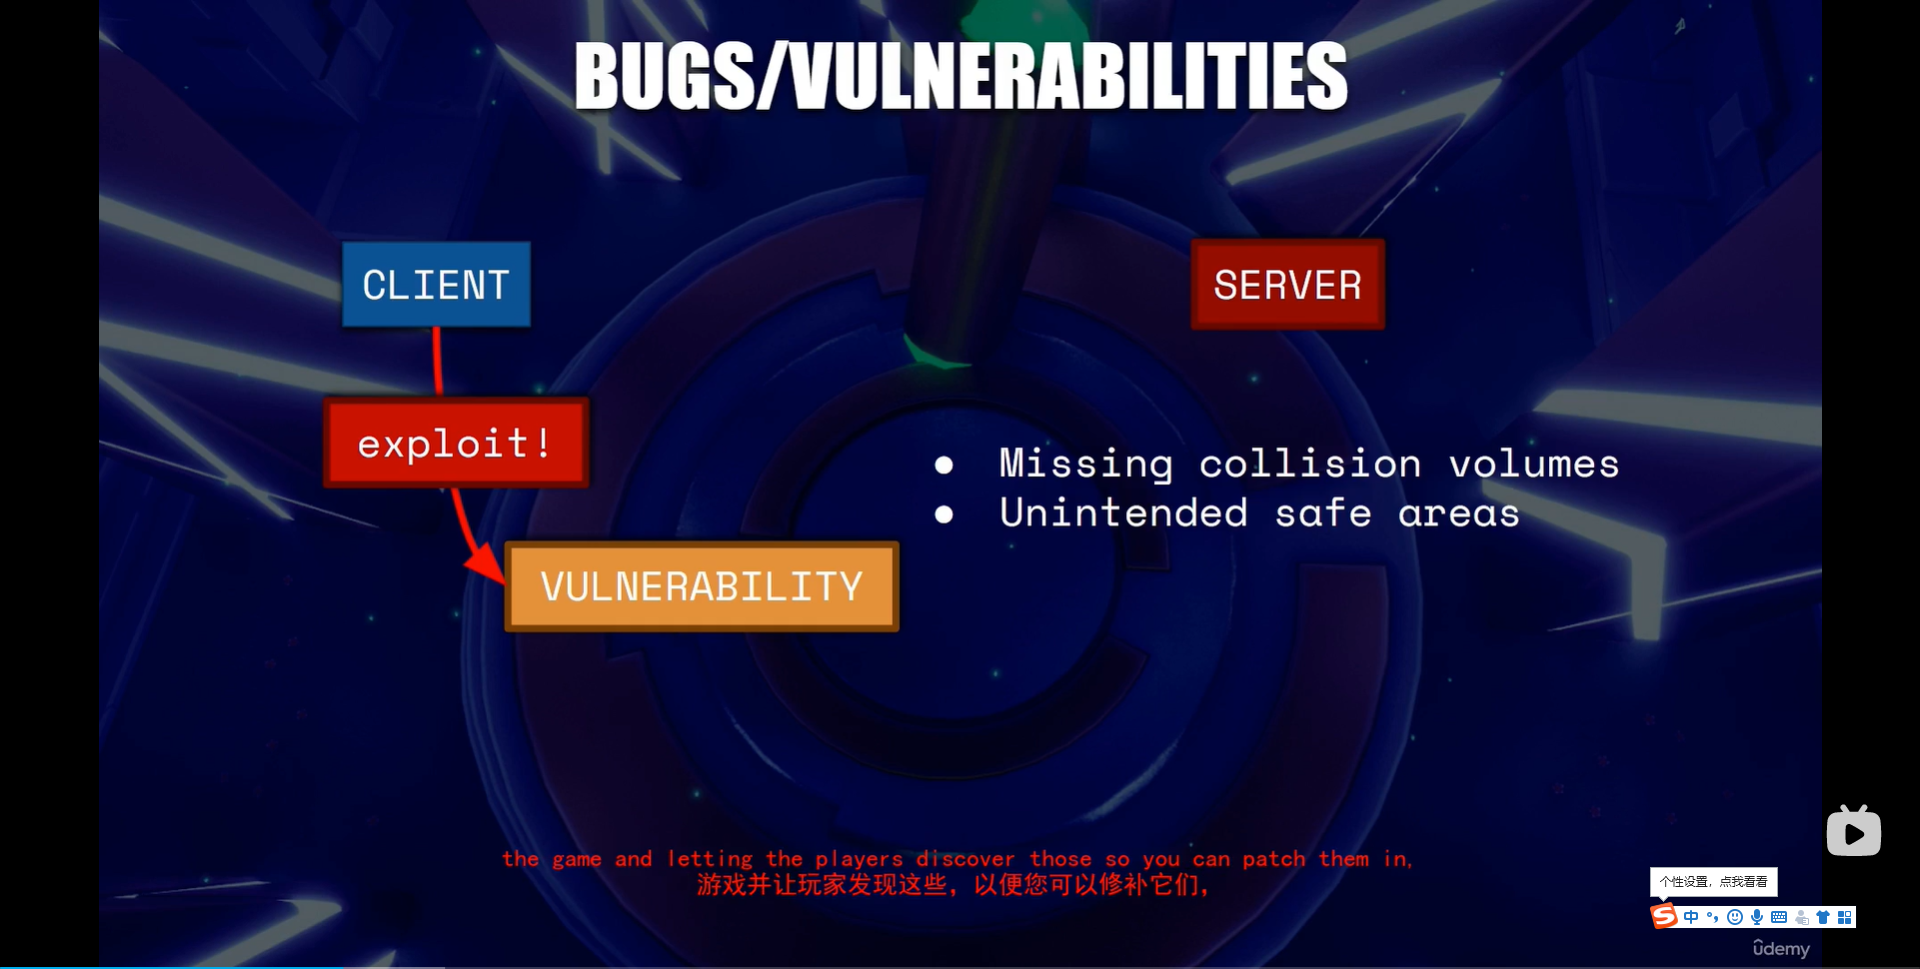 BUGS/VULNERABILITIES
CLIENT
SERVER
exploit!
● Missing collision volumes
● Unintended safe areas
VULNERABILITY
the game and letting the players discover those so you can patch them in,
游戏并让玩家发现这些，以便您可以修补它们，
个性设置，点我看看
S 中
ûdemy